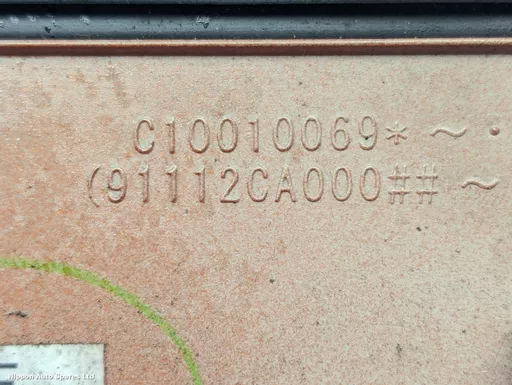 C10010069*~.
(91112CA000##~
Nippon Auto Spares Ltd